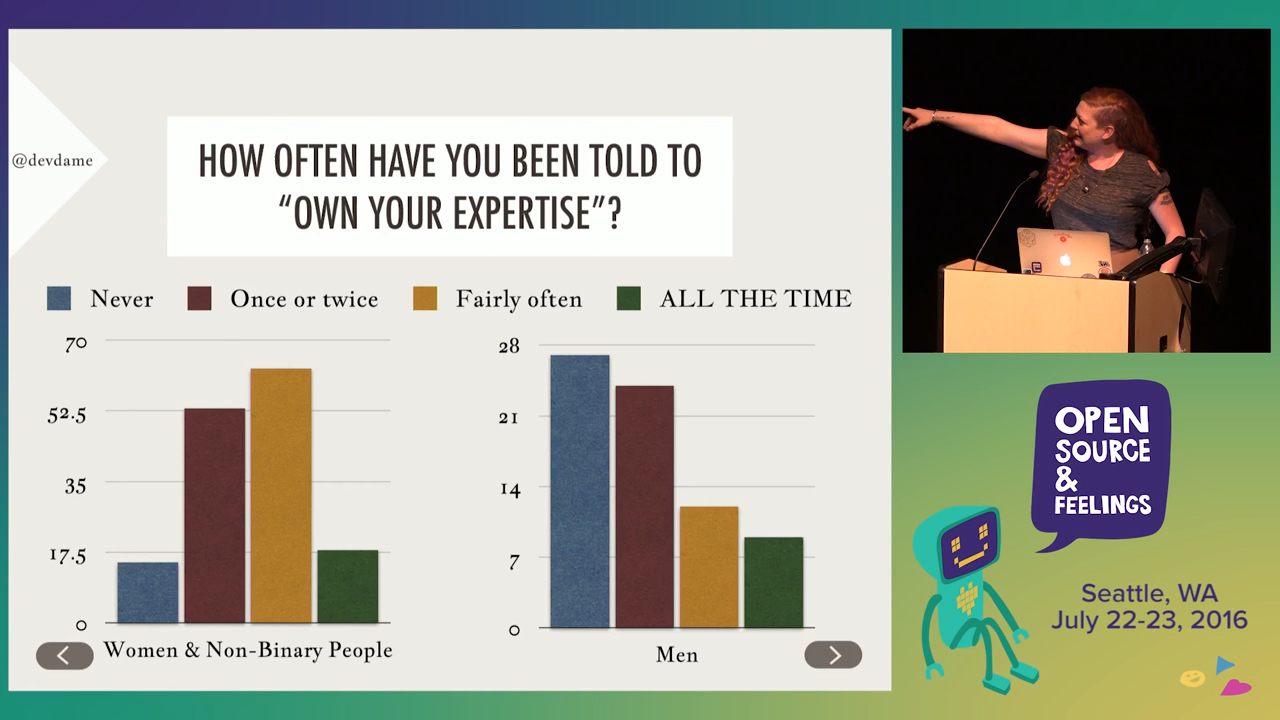 @devdame
HOW OFTEN HAVE YOU BEEN TOLD TO
“OWN YOUR EXPERTISE”?
Never
Once or twice
Fairly often
ALL THE TIME
70
52.5
35
17.5
0
Women & Non-Binary People
28
21
14
7
0
Men
OPEN
SOURCE
&
FEELINGS
Seattle, WA
July 22-23, 2016